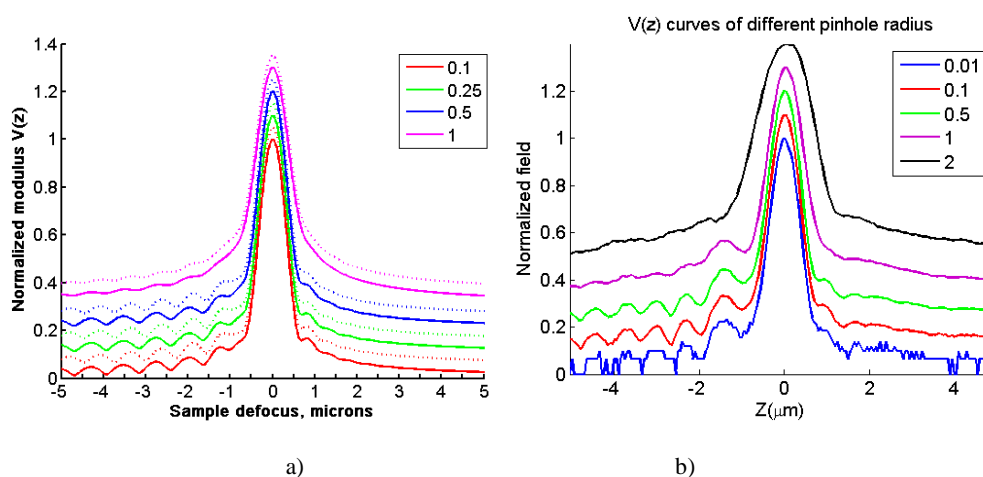 V(z) curves of different pinhole radius
Normalized modulus V(z)
1.4
1.2
1
0.8
0.6
0.4
0.2
0
-5 -4 -3 -2 -1 0 1 2 3 4 5
Sample defocus, microns
0.1
0.25
0.5
1
Normalized field
1.2
1
0.8
0.6
0.4
0.2
0
-4 -2 0 2 4
Z(μm)
0.01
0.1
0.5
1
2
a)
b)